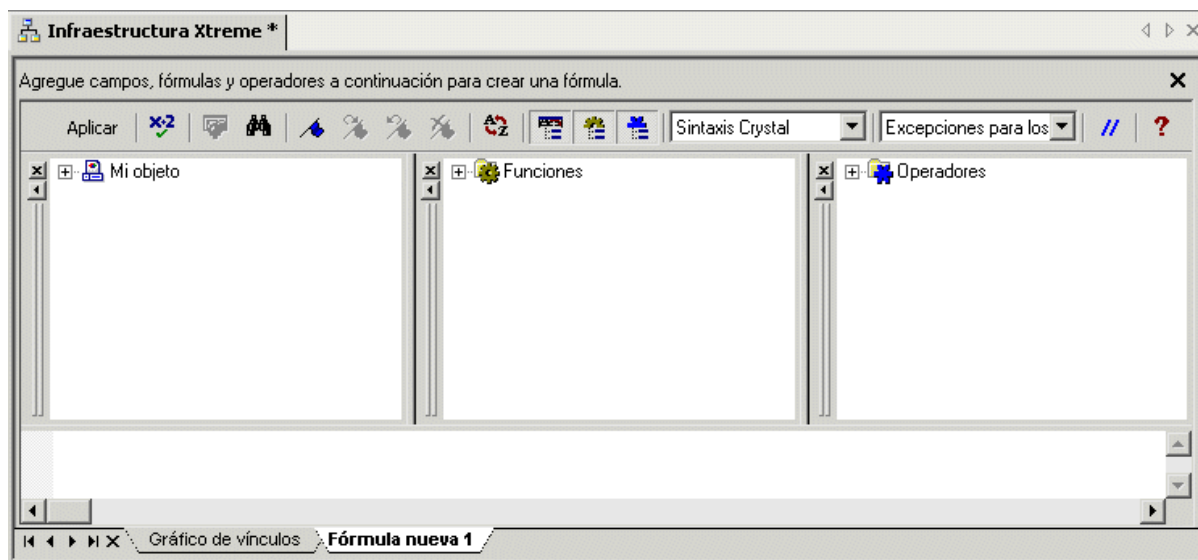 Infraestructura Xtreme *
Agregue campos, fórmulas y operadores a continuación para crear una fórmula.
Aplicar x+2 A Z Sintaxis Crystal Excepciones para los // ?
Mi objeto Funciones Operadores
Gráfico de vínculos Fórmula nueva 1